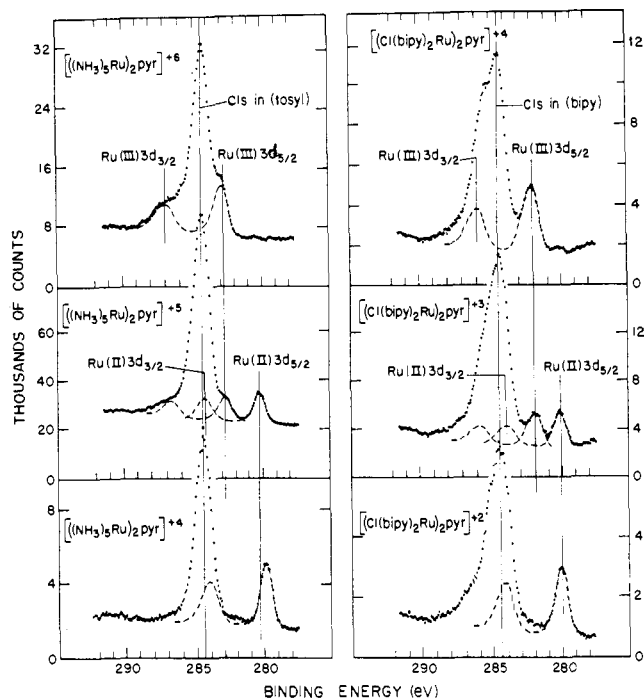 THOUSANDS OF COUNTS
32
24
16
8
0
[((NH₃)₅Ru)₂pyr]⁺⁶
C1s in (tosyl)
Ru(III)3d₃/₂
Ru(III)3d₅/₂
60
40
20
0
[((NH₃)₅Ru)₂pyr]⁺⁵
Ru(II)3d₃/₂
Ru(II)3d₅/₂
8
4
0
[((NH₃)₅Ru)₂pyr]⁺⁴
290
285
280
12
8
4
0
[(Cl(bipy)₂Ru)₂pyr]⁺⁴
C1s in (bipy)
Ru(III)3d₃/₂
Ru(III)3d₅/₂
12
8
4
0
[(Cl(bipy)₂Ru)₂pyr]⁺³
Ru(II)3d₃/₂
Ru(II)3d₅/₂
4
2
0
[(Cl(bipy)₂Ru)₂pyr]⁺²
290
285
280
BINDING ENERGY (eV)